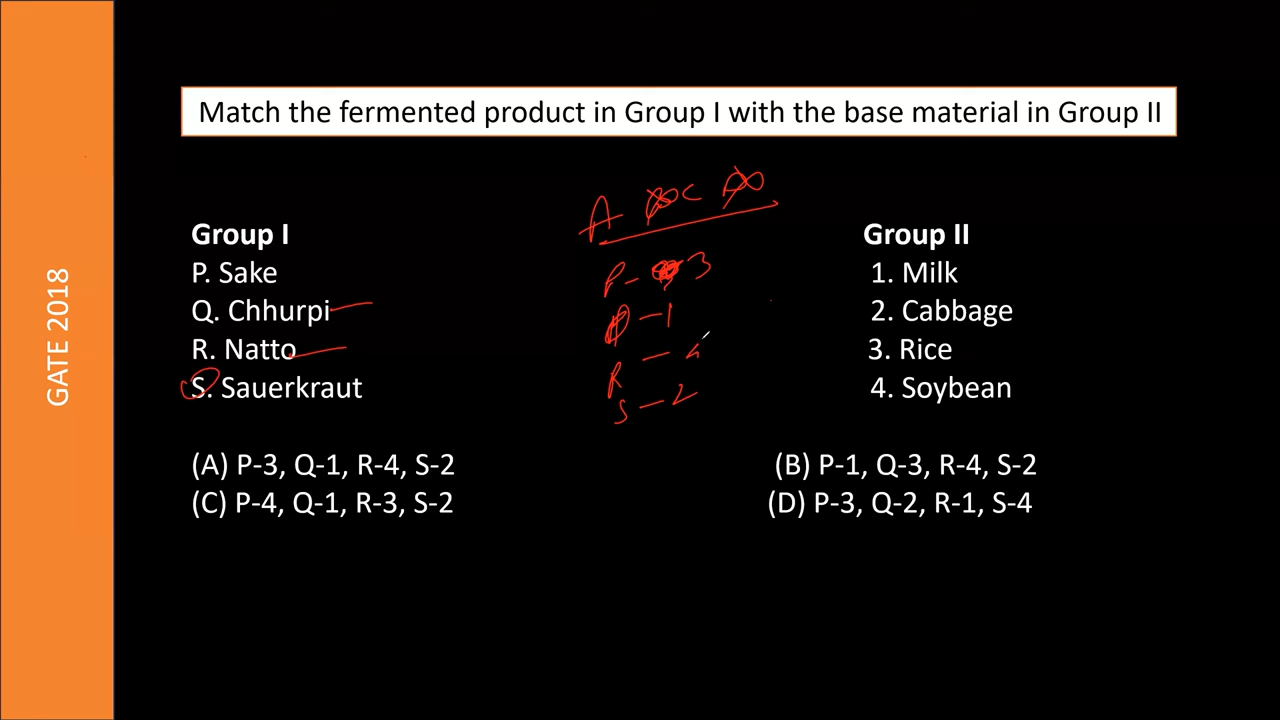 GATE 2018
Match the fermented product in Group I with the base material in Group II
A C
Group I
P. Sake
Q. Chhurpi
R. Natto
S. Sauerkraut
P - 3
- 1
R - 4
S - 2
Group II
1. Milk
2. Cabbage
3. Rice
4. Soybean
(A) P-3, Q-1, R-4, S-2
(B) P-1, Q-3, R-4, S-2
(C) P-4, Q-1, R-3, S-2
(D) P-3, Q-2, R-1, S-4